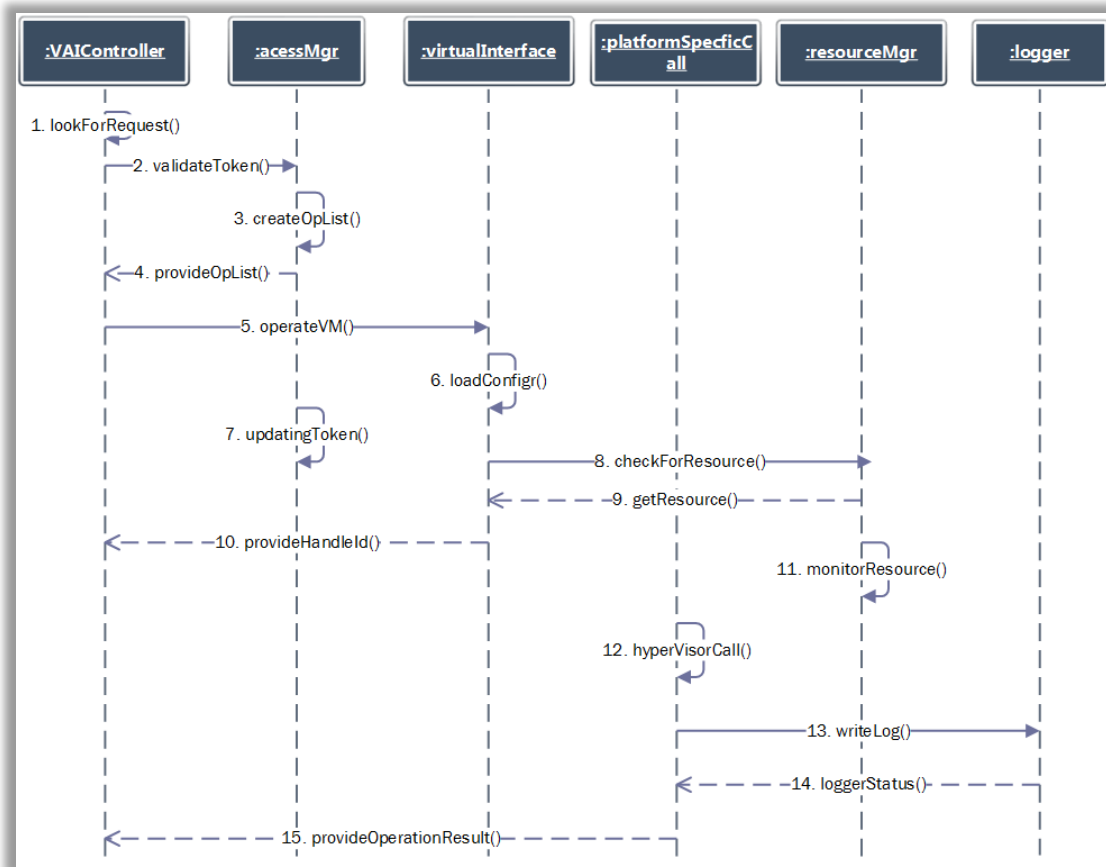 :VAIController
:acessMgr
:virtualInterface
:platformSpecficC
all
:resourceMgr
:logger
1. lookForRequest()
2. validateToken()
3. createOpList()
4. provideOpList()
5. operateVM()
6. loadConfigr()
7. updatingToken()
8. checkForResource()
9. getResource()
10. provideHandleId()
11. monitorResource()
12. hyperVisorCall()
13. writeLog()
14. loggerStatus()
15. provideOperationResult()